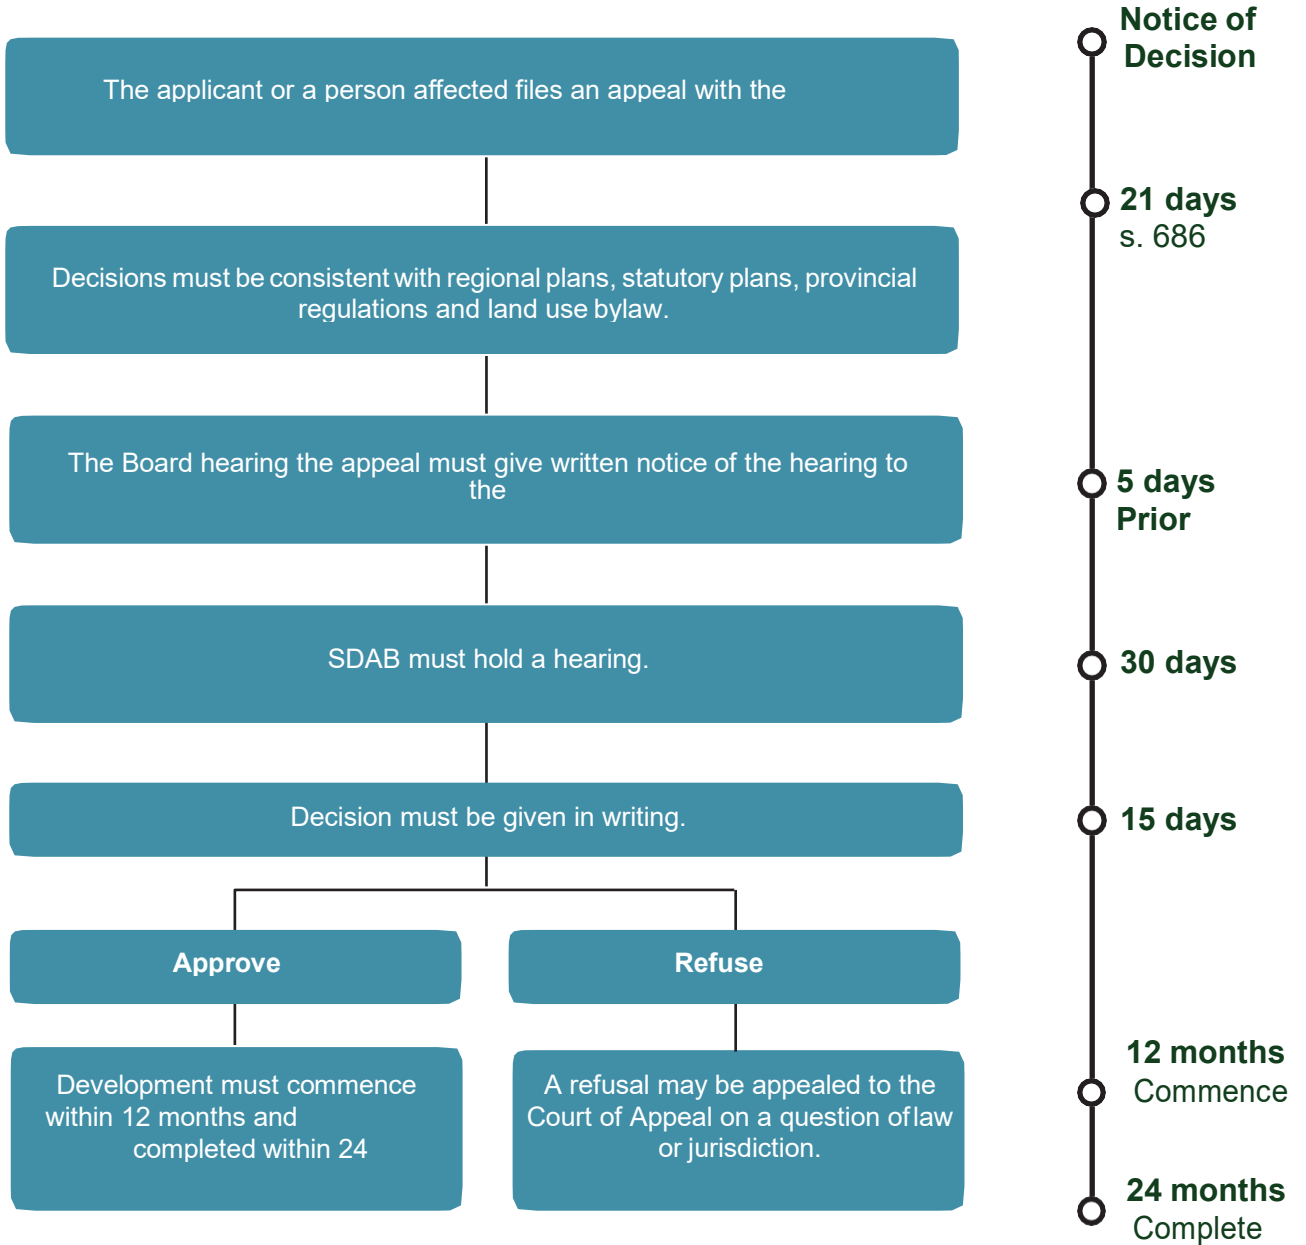 The applicant or a person affected files an appeal with the
Decisions must be consistent with regional plans, statutory plans, provincial
regulations and land use bylaw.
The Board hearing the appeal must give written notice of the hearing to
the
SDAB must hold a hearing.
Decision must be given in writing.
Approve
Refuse
Development must commence
within 12 months and
completed within 24
A refusal may be appealed to the
Court of Appeal on a question of law
or jurisdiction.
Notice of
Decision
21 days
s. 686
5 days
Prior
30 days
15 days
12 months
Commence
24 months
Complete